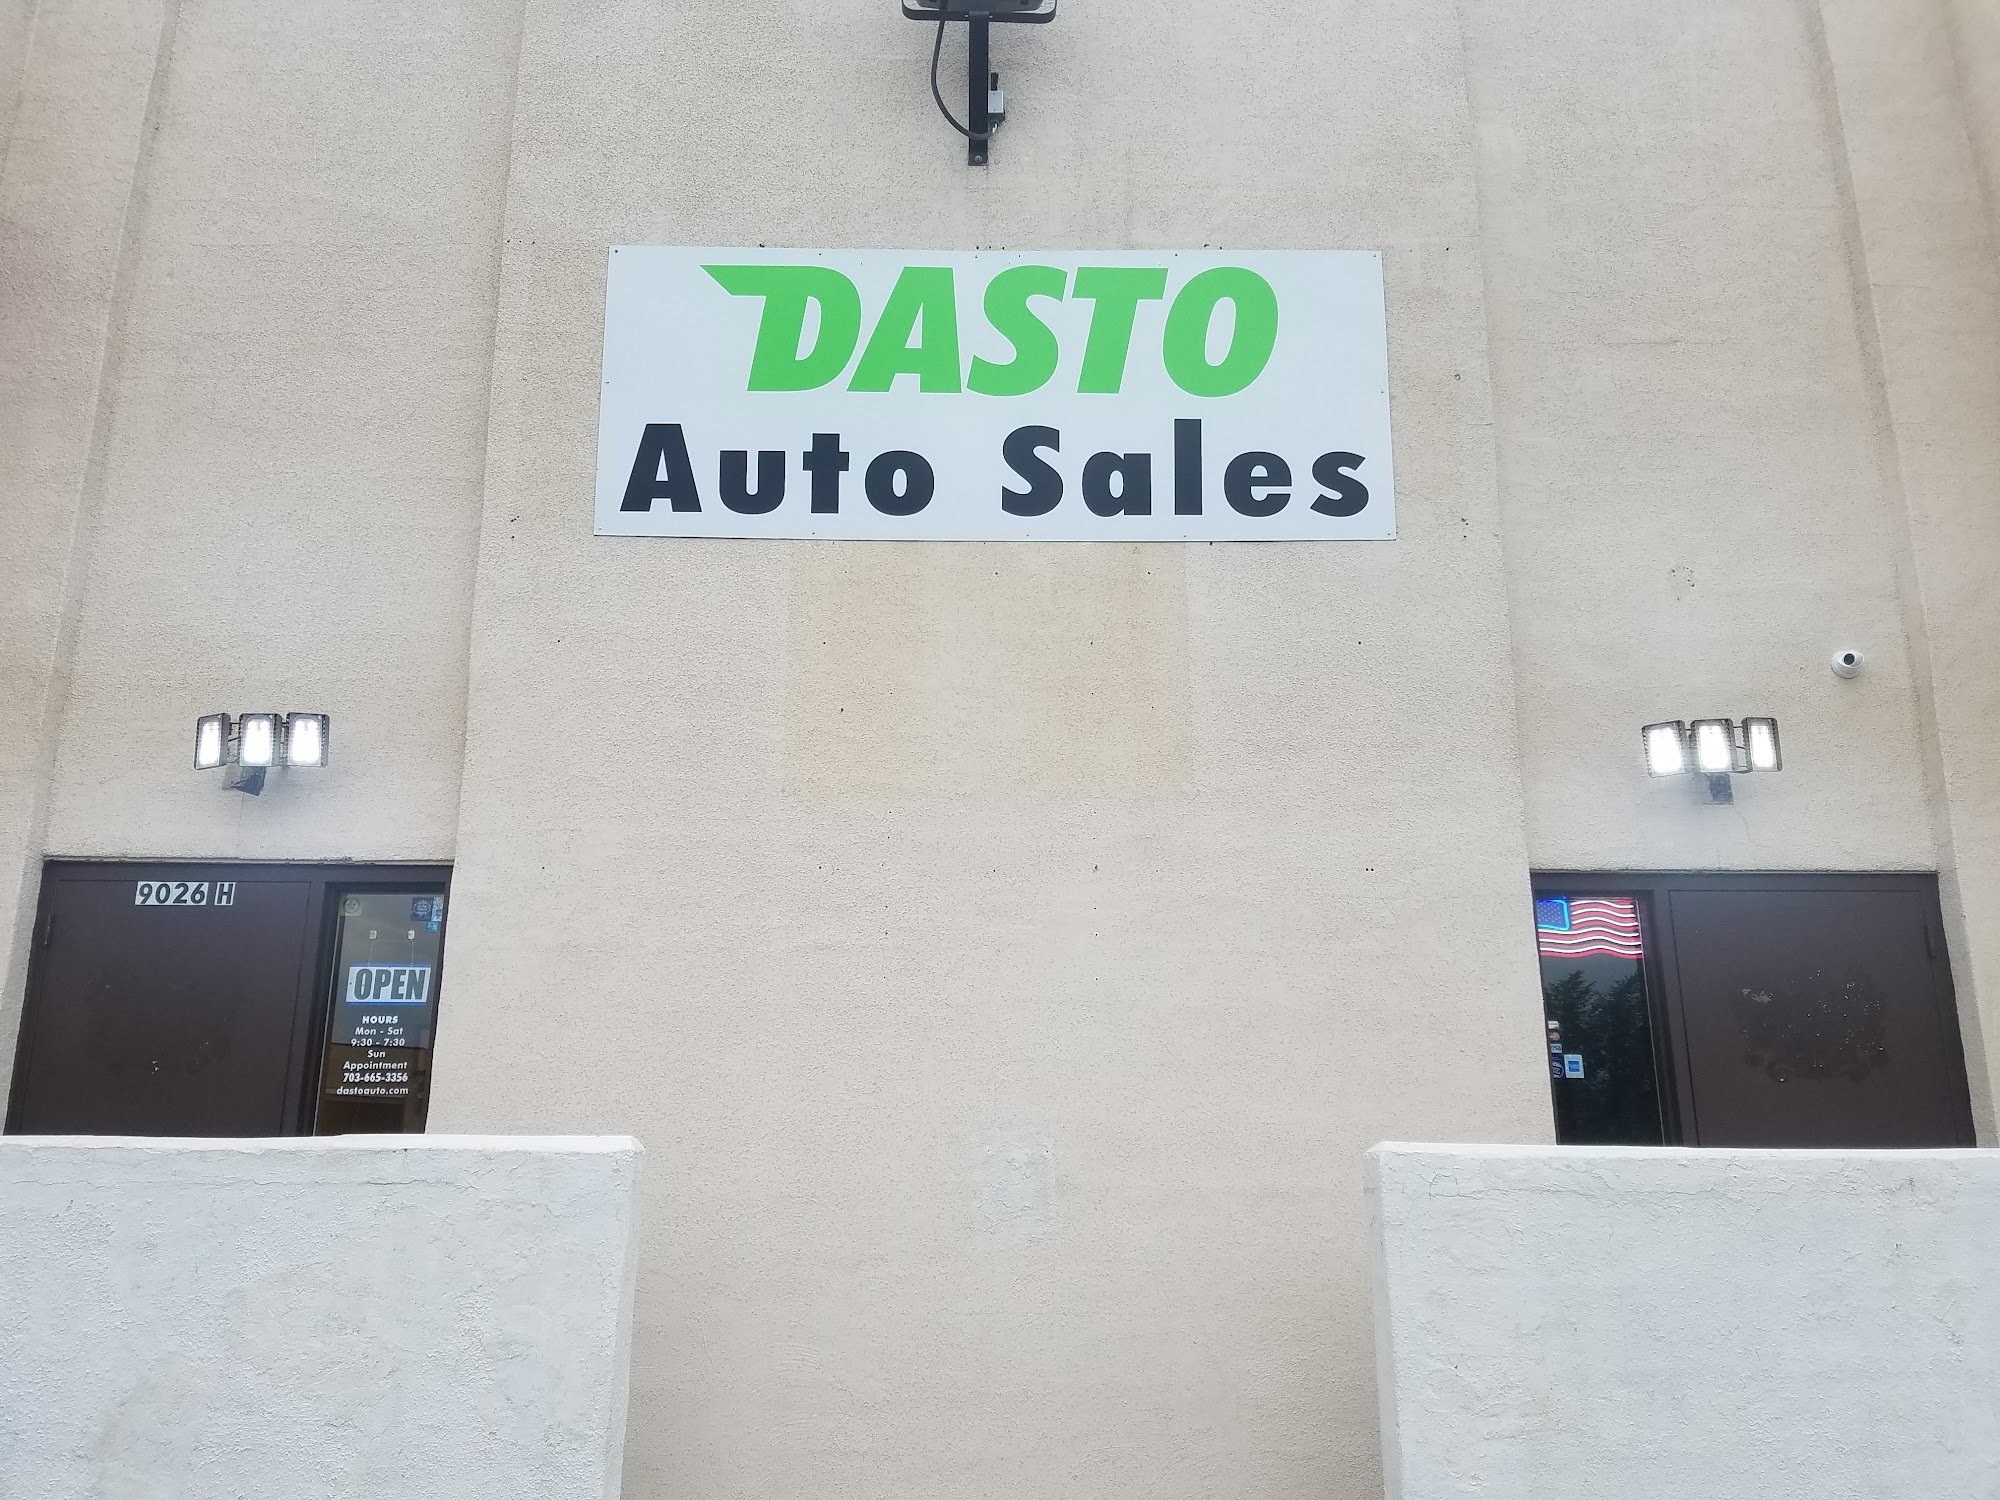 DASTO
Auto Sales
9026 H
OPEN
HOURS
Mon - Sat
9:30 - 7:30
Sun
Appointment
703-665-3356
dastoauto.com